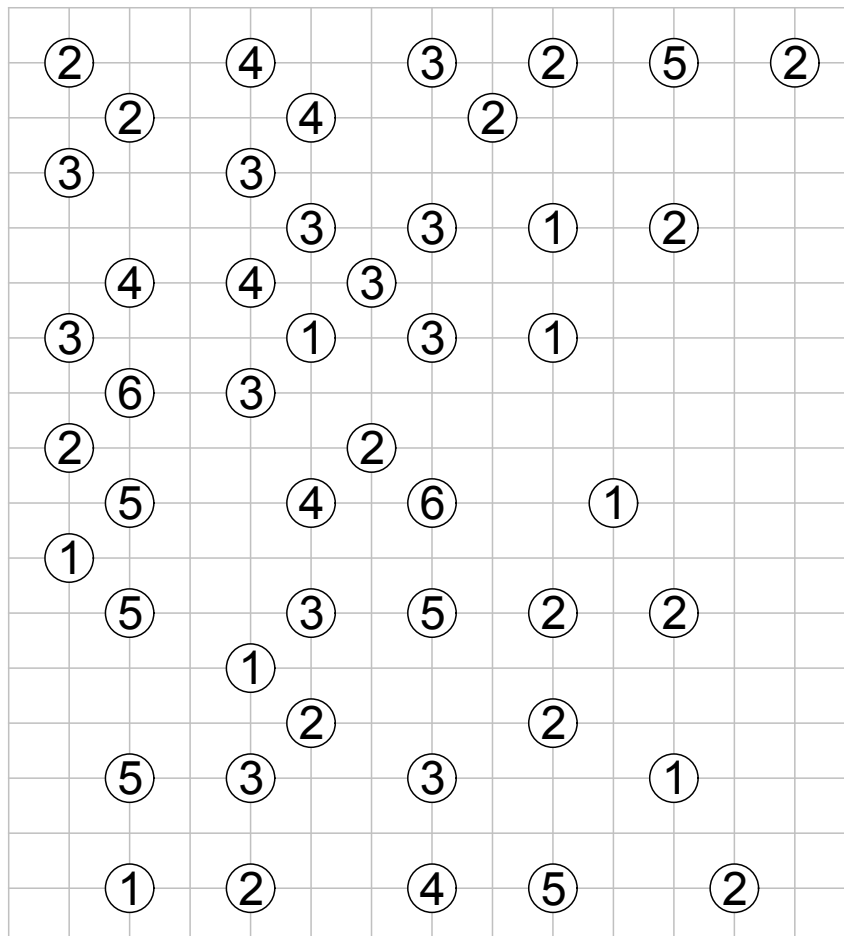 2 4 3 2 5 2
2 4 2
3 3
3 3 1 2
4 4 3
3 1 3 1
6 3
2 2
5 4 6 1
1
5 3 5 2 2
1
2 2
5 3 3 1
1 2 4 5 2